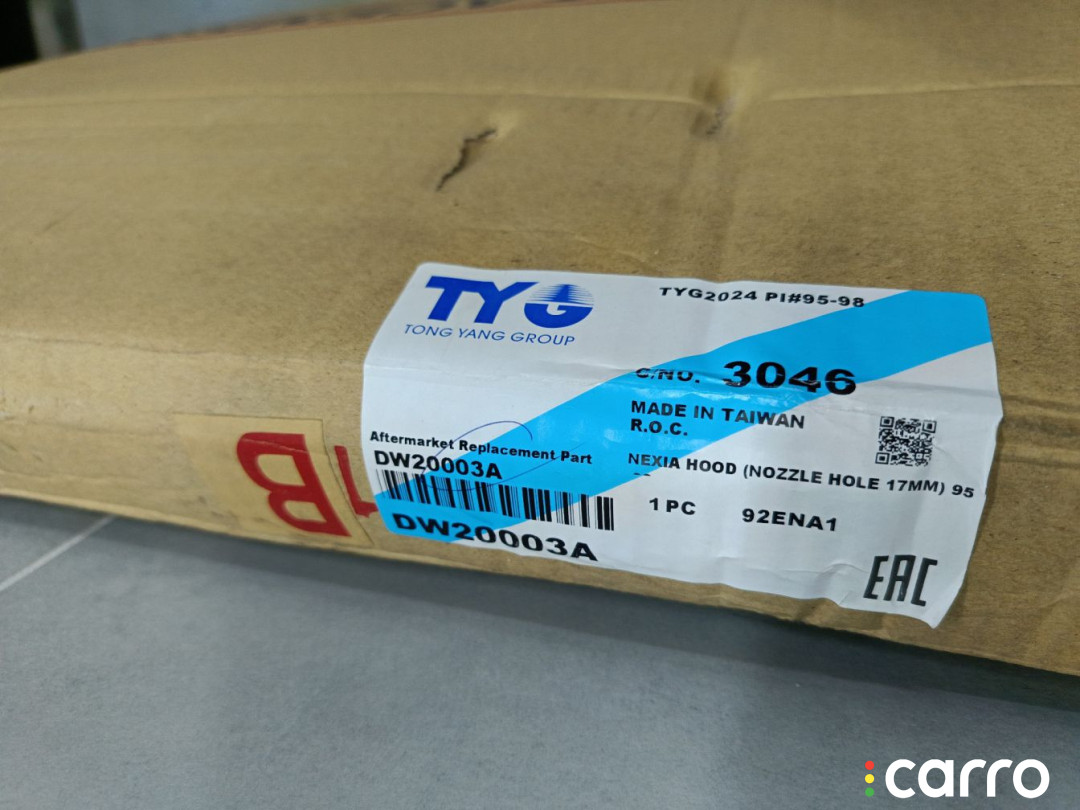 TYG
TONG YANG GROUP
TYG2024 PI#95-98
C/NO. 3046
MADE IN TAIWAN
R.O.C.
Aftermarket Replacement Part
DW20003A
NEXIA HOOD (NOZZLE HOLE 17MM) 95
--
1 PC 92ENA1
DW20003A
EAC
1B
carro